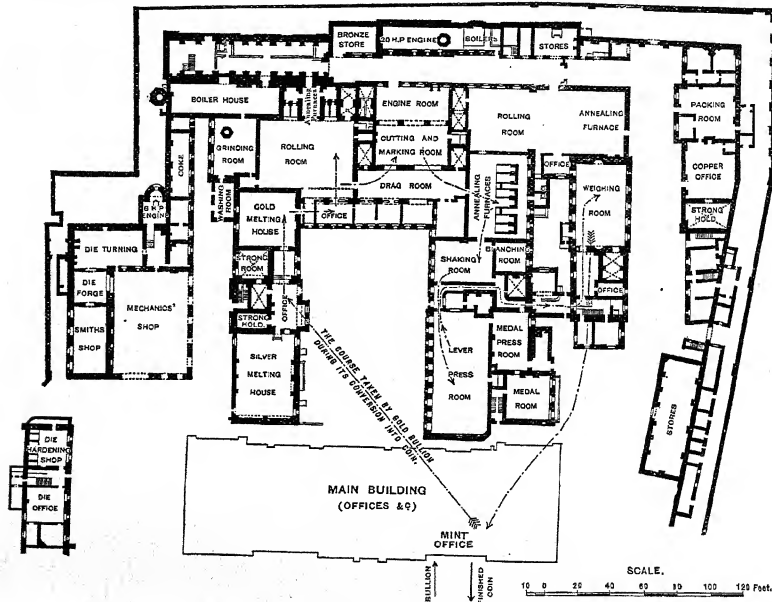 BRONZE
STORE
20 H.P ENGINE
BOILERS
STORES
BOILER HOUSE
Annealing
Furnaces
ENGINE ROOM
ROLLING
ROOM
ANNEALING
FURNACE
PACKING
ROOM
GRINDING
ROOM
ROLLING
ROOM
CUTTING AND
MARKING ROOM
COKE
OFFICE
COPPER
OFFICE
WASHING
ROOM
DRAG ROOM
ANNEALING
FURNACES
WEIGHING
ROOM
6 H.P
ENGINE
GOLD
MELTING
HOUSE
OFFICE
STRONG
HOLD
DIE TURNING
STRONG
ROOM
SHAKING
ROOM
BLANCHING
ROOM
DIE
FORGE
OFFICE
OFFICE
MECHANICS'
SHOP
SMITHS
SHOP
STRONG
HOLD.
LEVER
PRESS
ROOM
MEDAL
PRESS
ROOM
SILVER
MELTING
HOUSE
MEDAL
ROOM
THE COURSE TAKEN BY GOLD BULLION
DURING ITS CONVERSION INTO COIN.
STORES
DIE
HARDENING
SHOP
DIE
OFFICE
MAIN BUILDING
(OFFICES &c)
MINT
OFFICE
BULLION
FINISHED
COIN
SCALE.
10 0 20 40 60 80 100 120 Feet.